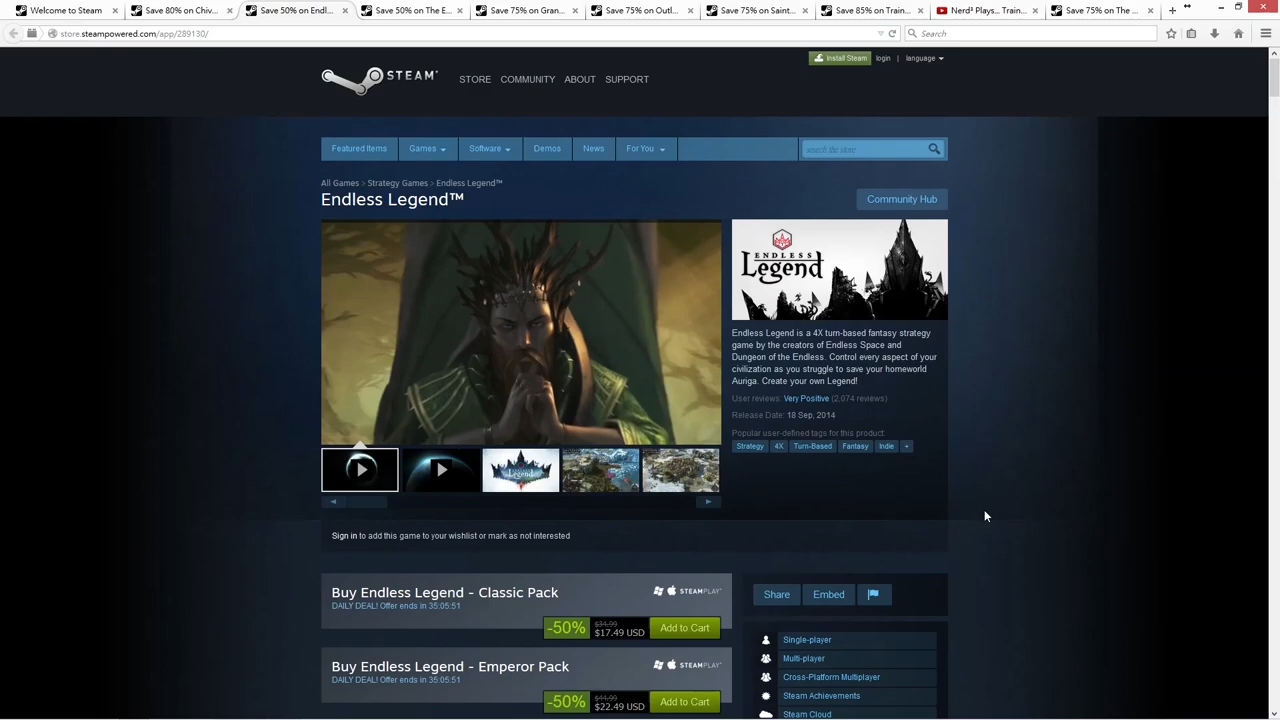 Welcome to Steam
Save 80% on Chiv...
Save 50% on Endl...
Save 50% on The E...
Save 75% on Gran...
Save 75% on Outl...
Save 75% on Saint...
Save 85% on Train...
Nerd³ Plays... Train...
Save 75% on The ...
store.steampowered.com/app/289130/
Search
Install Steam
login
language
STEAM
STORE
COMMUNITY
ABOUT
SUPPORT
Featured Items
Games
Software
Demos
News
For You
search the store
All Games > Strategy Games > Endless Legend™
Endless Legend™
Community Hub
ENDLESS
Legend
Endless Legend is a 4X turn-based fantasy strategy
game by the creators of Endless Space and
Dungeon of the Endless. Control every aspect of your
civilization as you struggle to save your homeworld
Auriga. Create your own Legend!
User reviews: Very Positive (2,074 reviews)
Release Date: 18 Sep, 2014
Popular user-defined tags for this product:
Strategy
4X
Turn-Based
Fantasy
Indie
+
Legend
Sign in to add this game to your wishlist or mark as not interested
Buy Endless Legend - Classic Pack
STEAMPLAY
DAILY DEAL! Offer ends in 35:05:51
-50%
$34.99
$17.49 USD
Add to Cart
Buy Endless Legend - Emperor Pack
STEAMPLAY
DAILY DEAL! Offer ends in 35:05:51
-50%
$44.99
$22.49 USD
Add to Cart
Share
Embed
Single-player
Multi-player
Cross-Platform Multiplayer
Steam Achievements
Steam Cloud